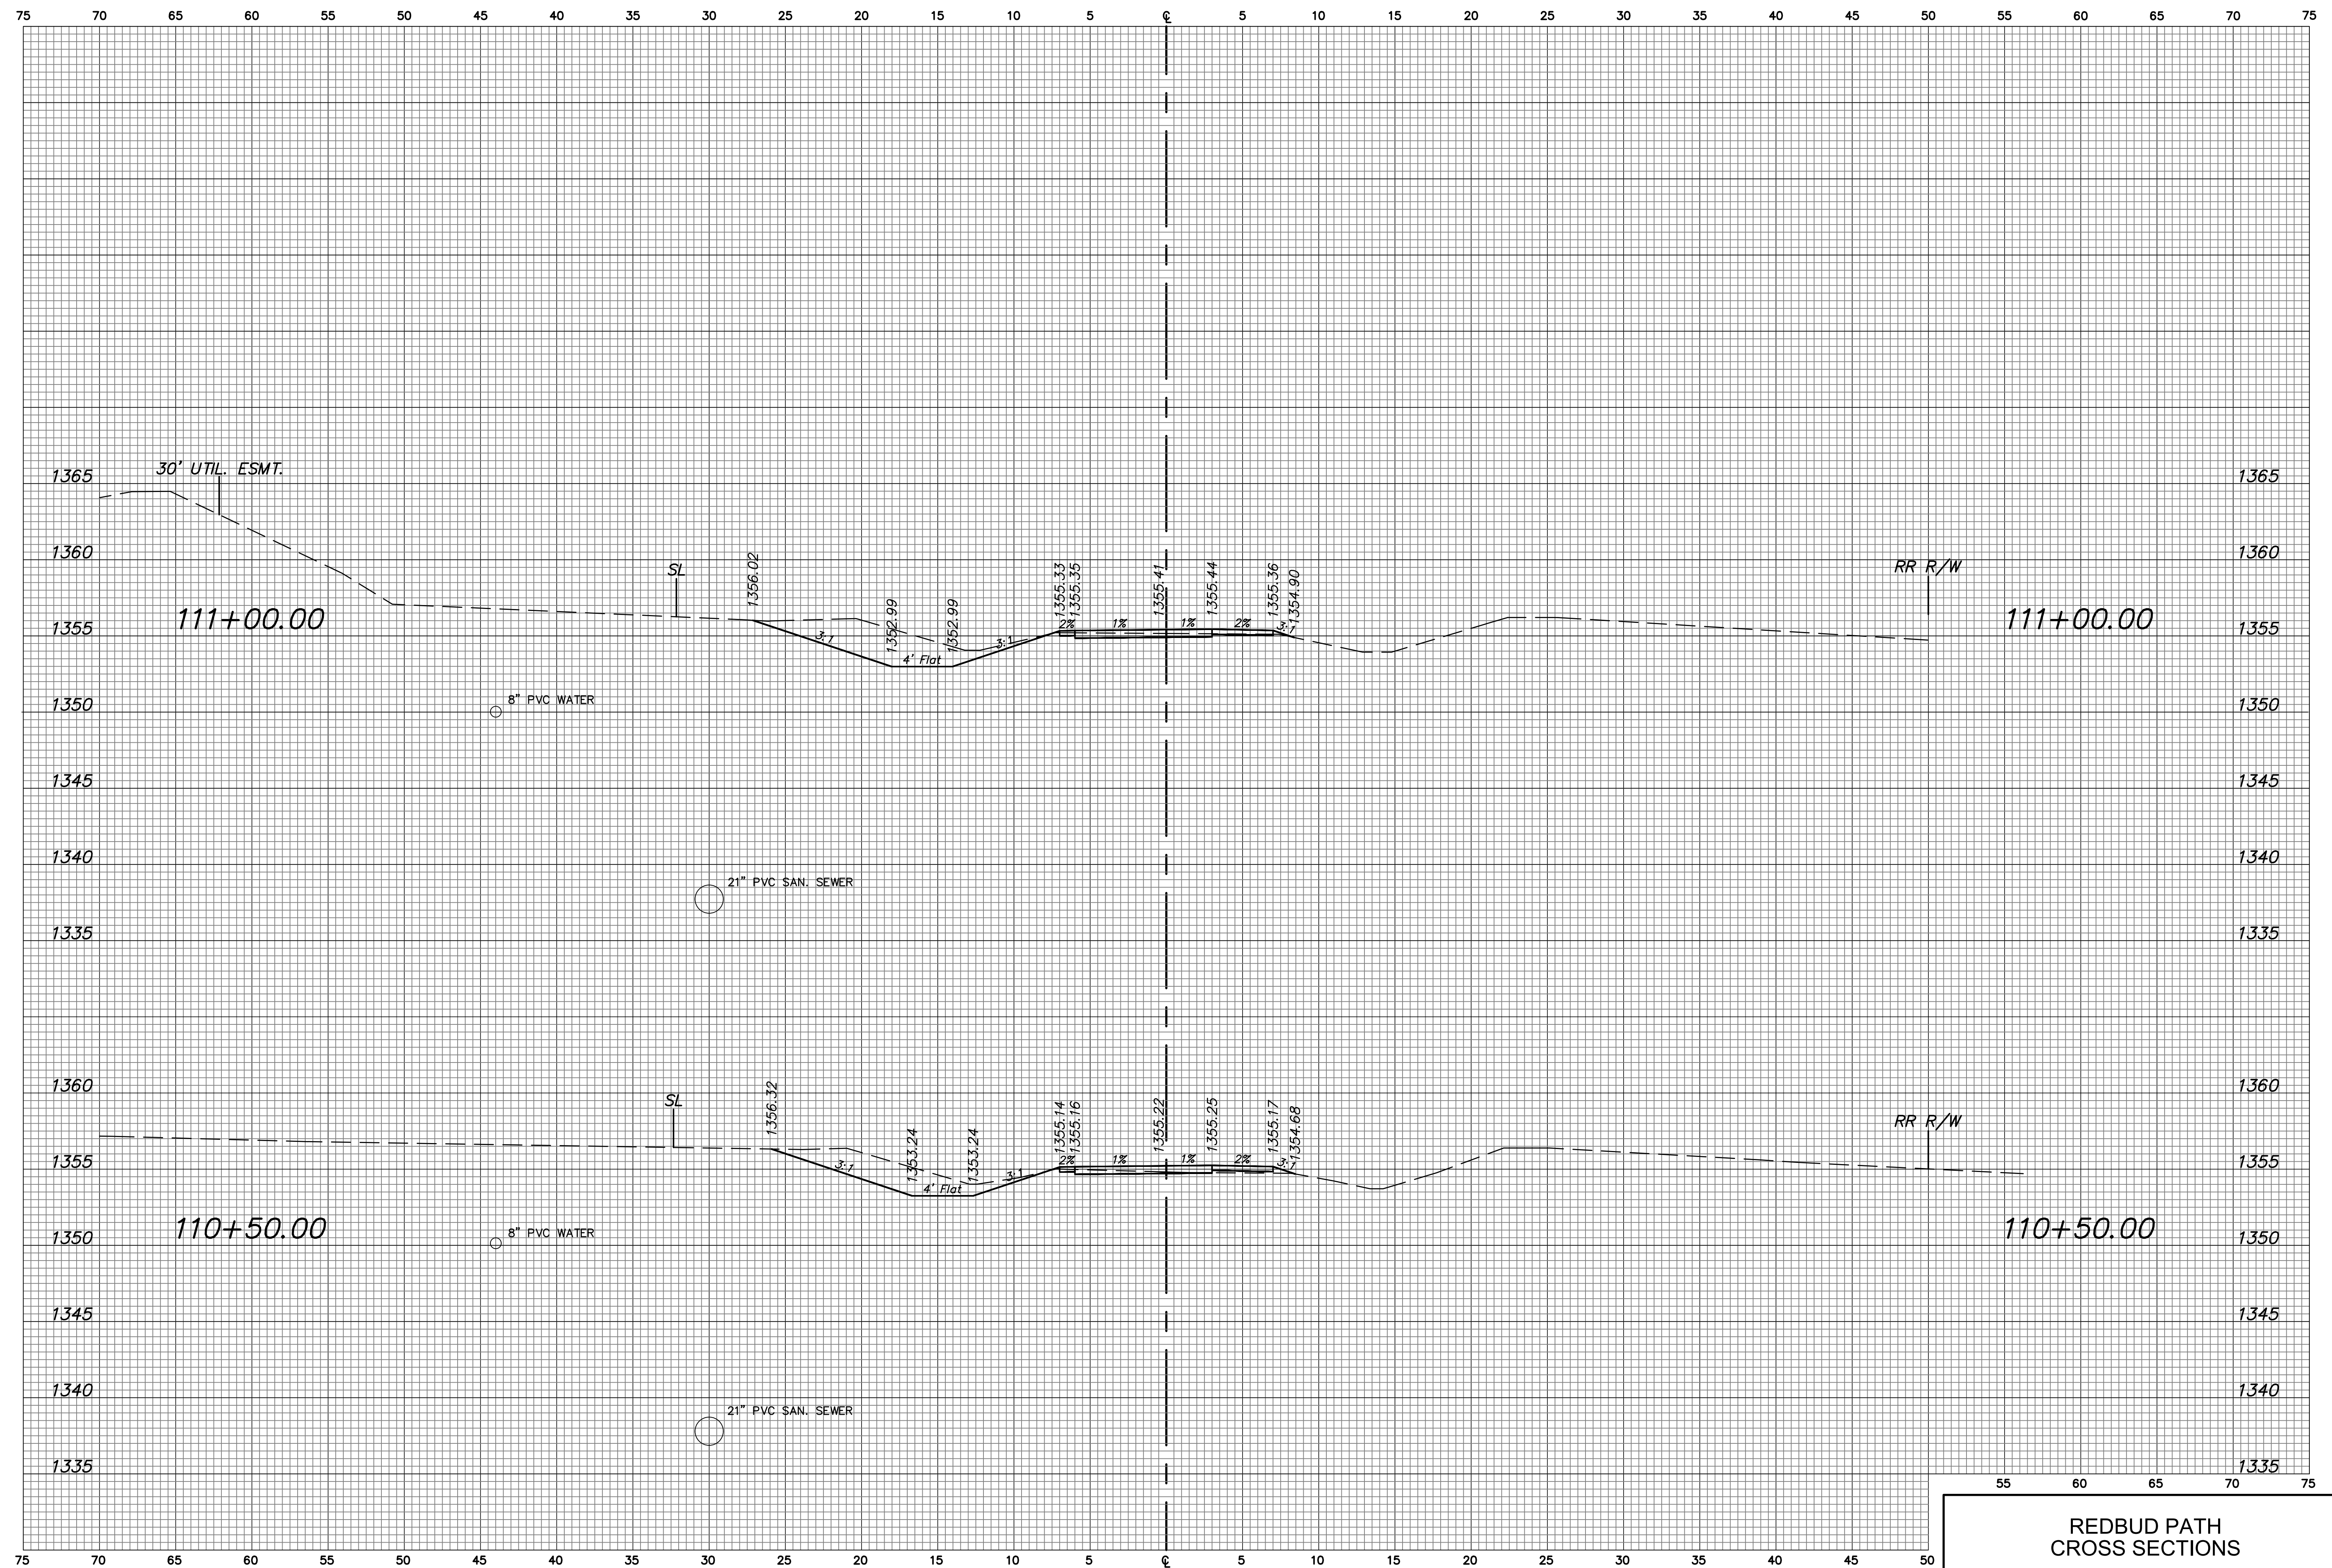 75 70 65 60 55 50 45 40 35 30 25 20 15 10 5 ℄ 5 10 15 20 25 30 35 40 45 50 55 60 65 70 75
30' UTIL. ESMT.
1365 1365
1360 SL 1356.02 1355.33 1355.35 1355.41 1355.44 1355.36 1354.90 RR R/W 1360
111+00.00 1352.99 1352.99 111+00.00
1355 3:1 4' Flat 3:1 2% 1% 1% 2% 3:1 1355
8" PVC WATER
1350 1350
1345 1345
1340 1340
21" PVC SAN. SEWER
1335 1335
1360 1360
SL 1356.32 1353.24 1353.24 1355.14 1355.16 1355.22 1355.25 1355.17 1354.68 RR R/W
1355 3:1 4' Flat 3:1 2% 1% 1% 2% 3:1 1355
110+50.00 110+50.00
8" PVC WATER
1350 1350
1345 1345
1340 1340
21" PVC SAN. SEWER
1335 1335
55 60 65 70 75
REDBUD PATH
CROSS SECTIONS
75 70 65 60 55 50 45 40 35 30 25 20 15 10 5 ℄ 5 10 15 20 25 30 35 40 45 50